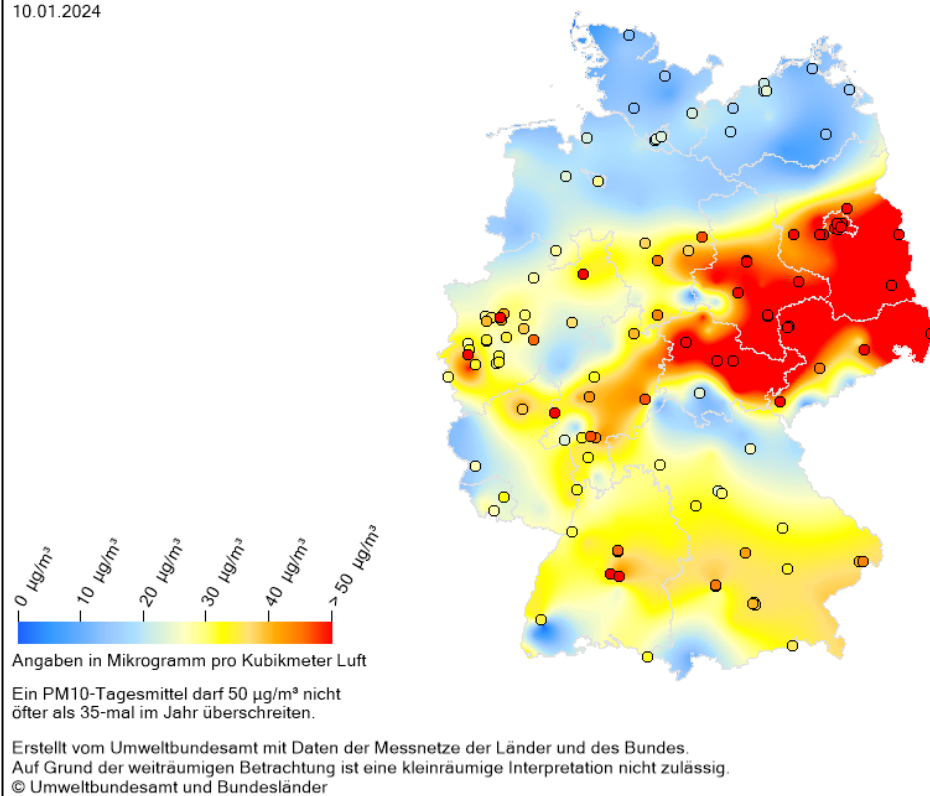 10.01.2024
0 µg/m³
10 µg/m³
20 µg/m³
30 µg/m³
40 µg/m³
> 50 µg/m³
Angaben in Mikrogramm pro Kubikmeter Luft
Ein PM10-Tagesmittel darf 50 µg/m³ nicht
öfter als 35-mal im Jahr überschreiten.
Erstellt vom Umweltbundesamt mit Daten der Messnetze der Länder und des Bundes.
Auf Grund der weiträumigen Betrachtung ist eine kleinräumige Interpretation nicht zulässig.
© Umweltbundesamt und Bundesländer